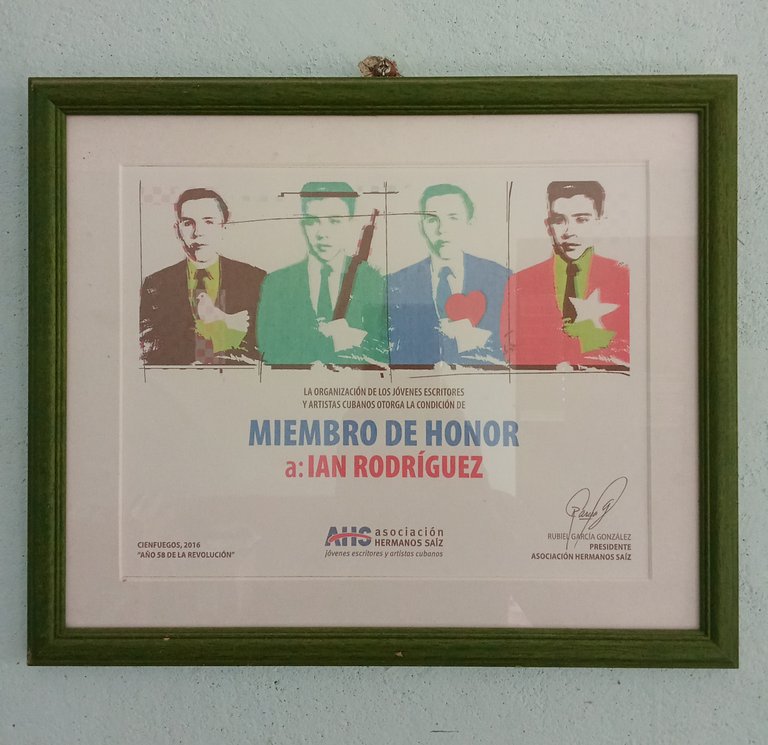 LA ORGANIZACIÓN DE LOS JÓVENES ESCRITORES
Y ARTISTAS CUBANOS OTORGA LA CONDICIÓN DE
MIEMBRO DE HONOR
a: IAN RODRÍGUEZ
CIENFUEGOS, 2016
"AÑO 58 DE LA REVOLUCIÓN"
AHS asociación
HERMANOS SAÍZ
jóvenes escritores y artistas cubanos
RUBIEL GARCÍA GONZÁLEZ
PRESIDENTE
ASOCIACIÓN HERMANOS SAÍZ